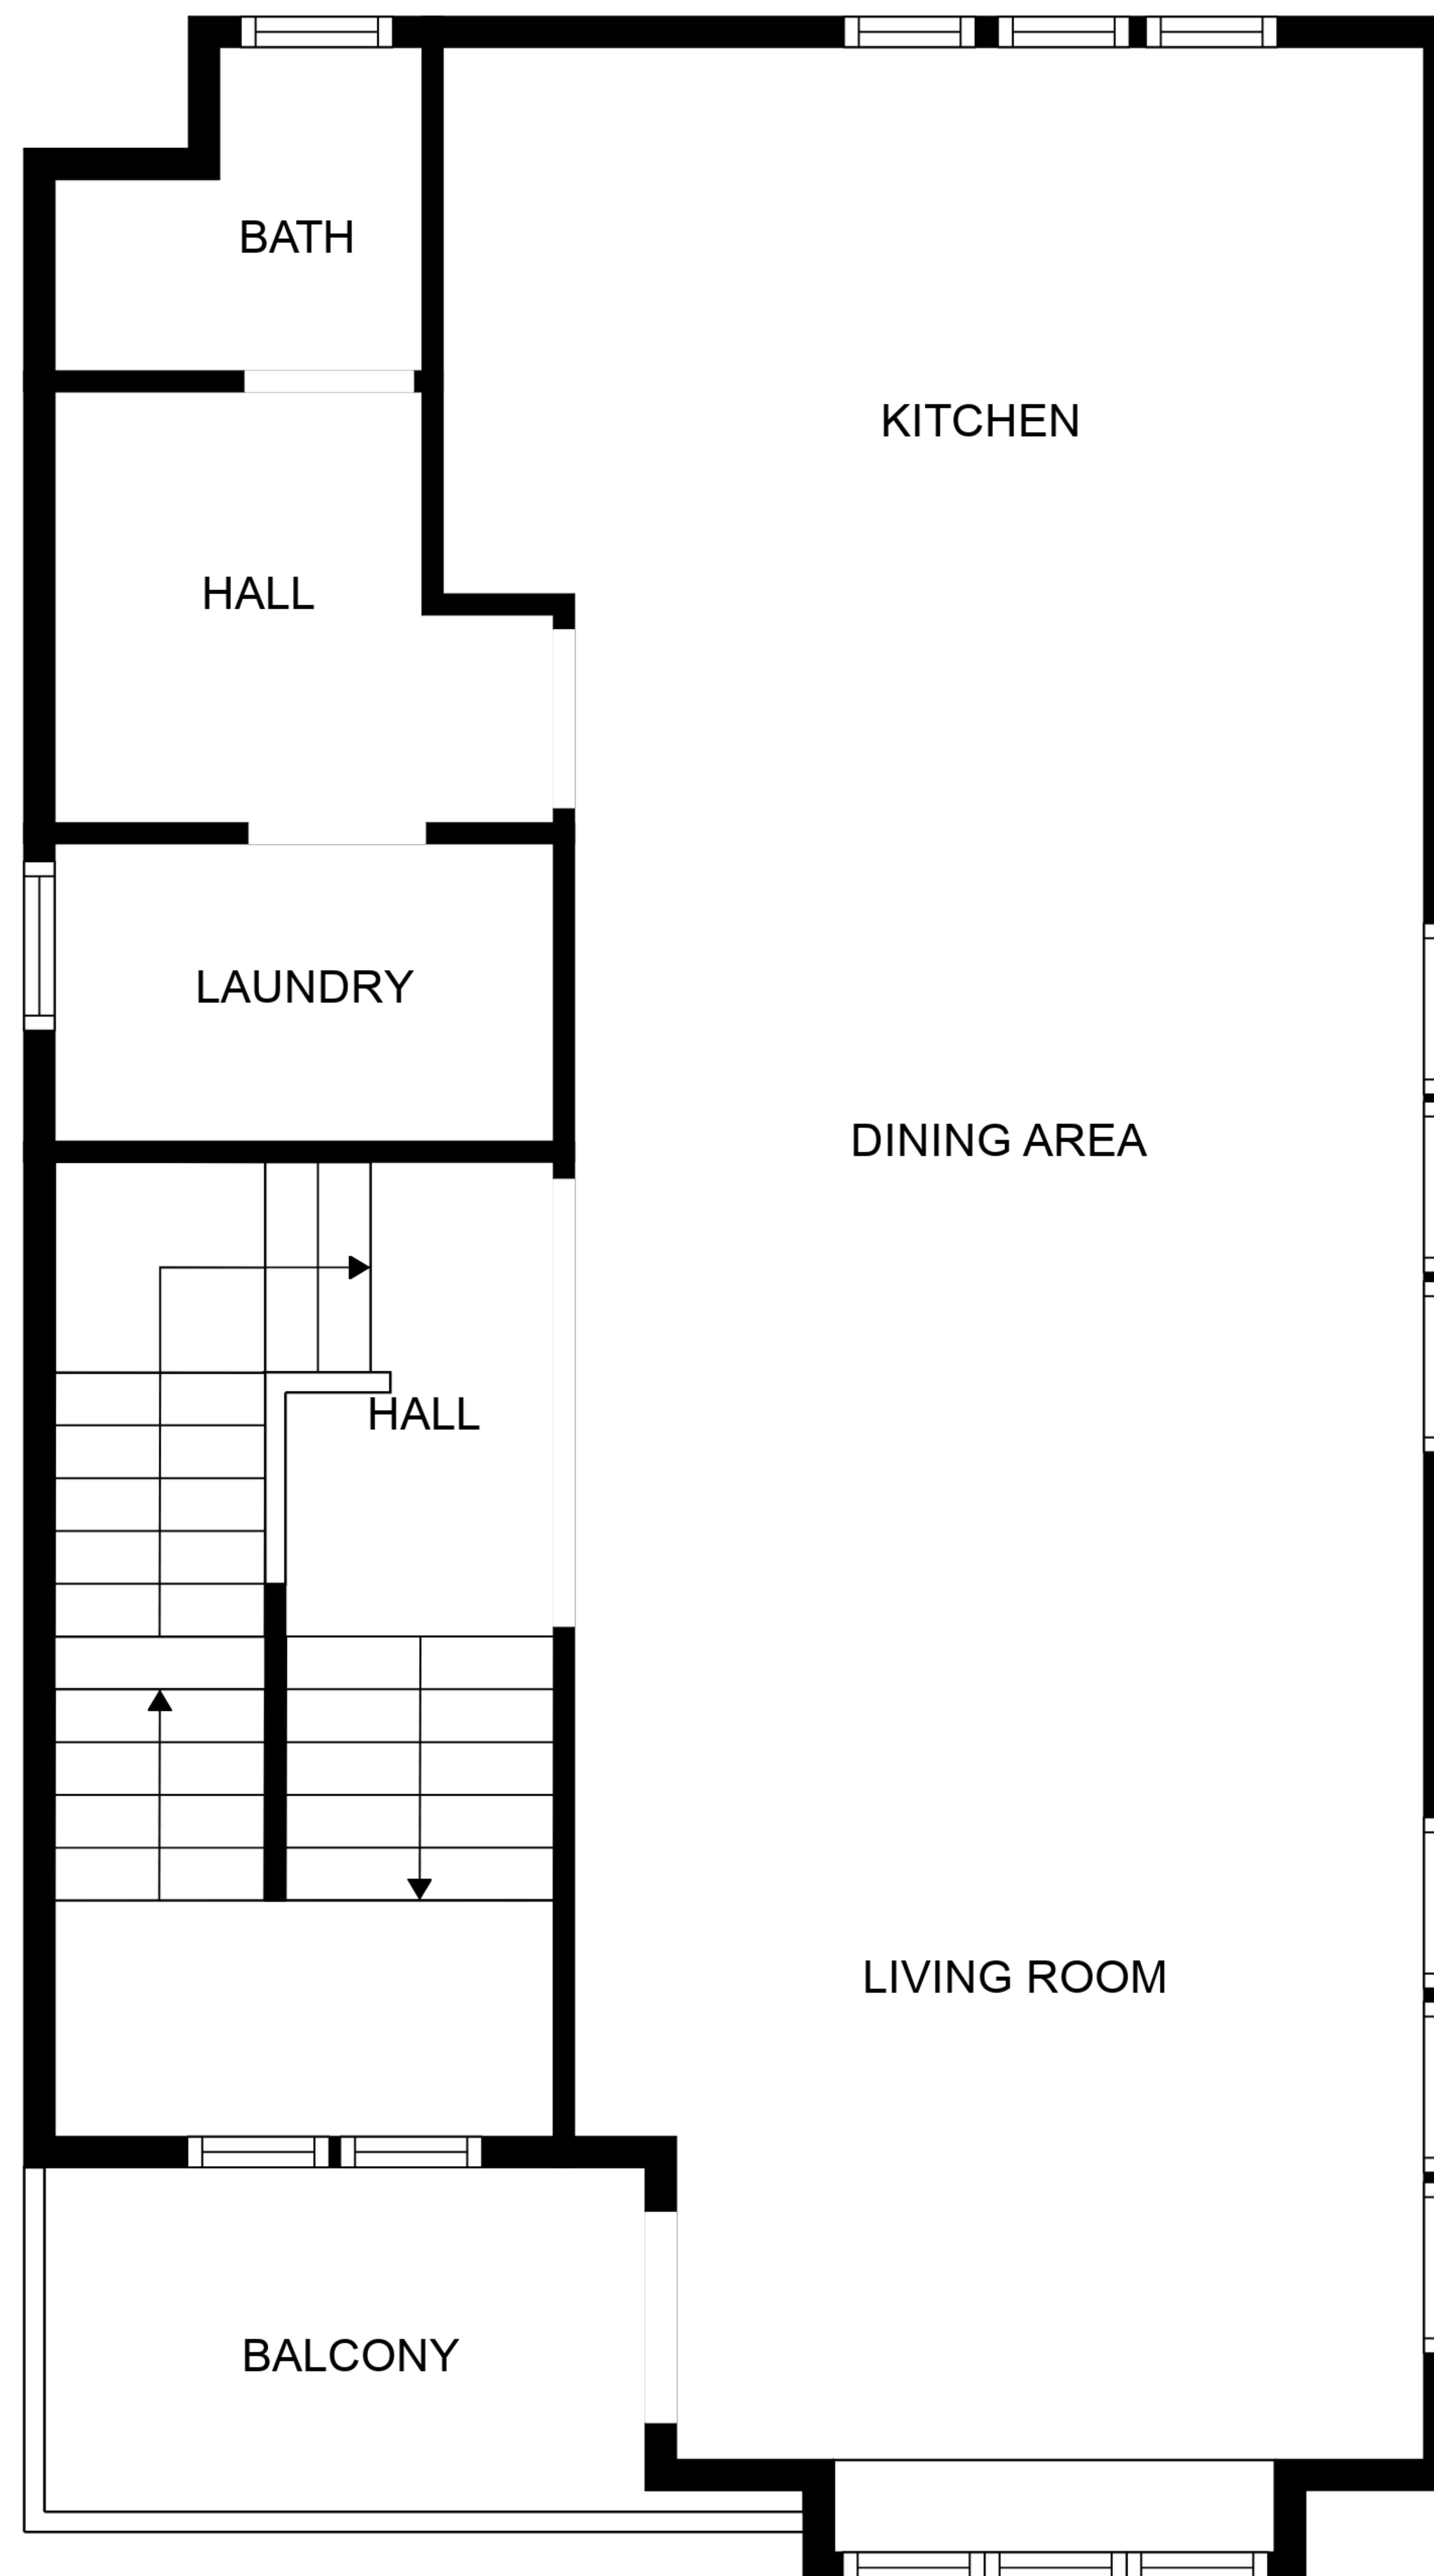 BATH
KITCHEN
HALL
LAUNDRY
DINING AREA
HALL
LIVING ROOM
BALCONY